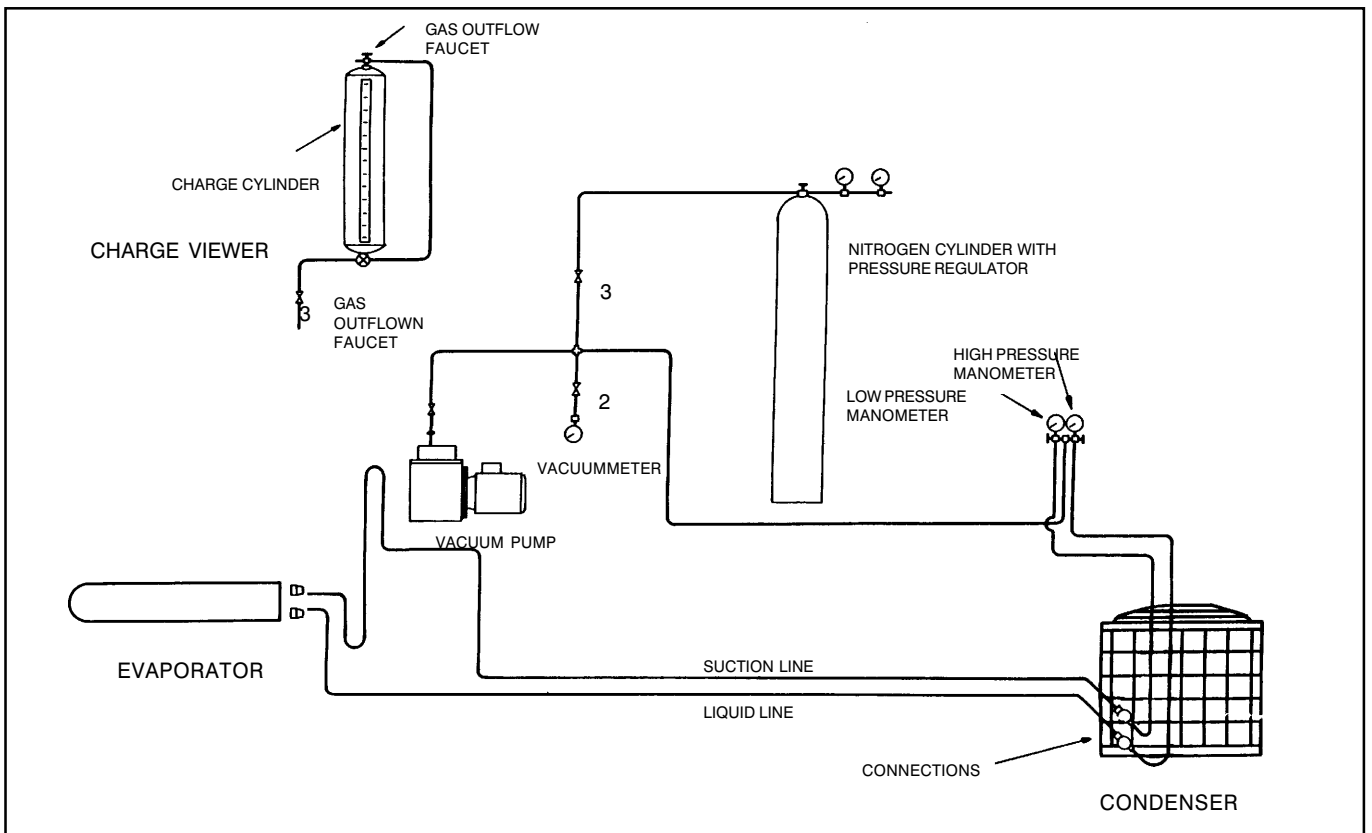 GAS OUTFLOW
FAUCET
CHARGE CYLINDER
CHARGE VIEWER
3
GAS
OUTFLOWN
FAUCET
NITROGEN CYLINDER WITH
PRESSURE REGULATOR
3
2
HIGH PRESSURE
MANOMETER
LOW PRESSURE
MANOMETER
VACUUMMETER
VACUUM PUMP
EVAPORATOR
SUCTION LINE
LIQUID LINE
CONNECTIONS
CONDENSER